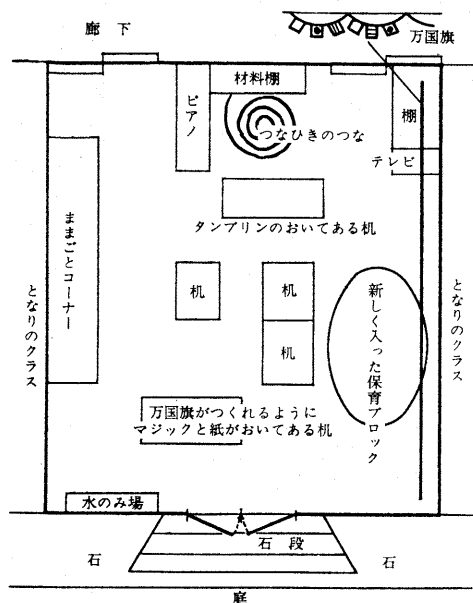 廊下
万国旗
材料棚
ピアノ
つなひきのつな
棚
テレビ
タンブリンのおいてある机
ままごとコーナー
となりのクラス
机
机
机
新しく入った保育ブロック
となりのクラス
万国旗がつくれるように
マジックと紙がおいてある机
水のみ場
石
石段
石
庭